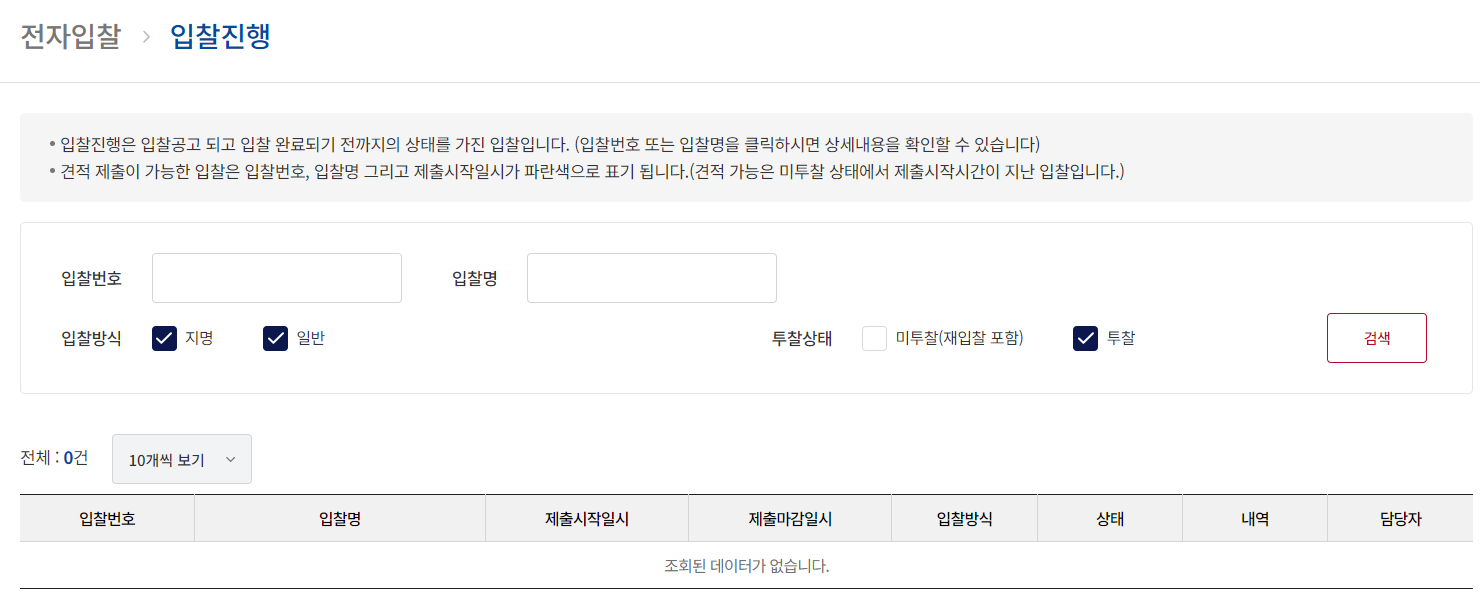 전자입찰 > 입찰진행
• 입찰진행은 입찰공고 되고 입찰 완료되기 전까지의 상태를 가진 입찰입니다. (입찰번호 또는 입찰명을 클릭하시면 상세내용을 확인할 수 있습니다)
• 견적 제출이 가능한 입찰은 입찰번호, 입찰명 그리고 제출시작일시가 파란색으로 표기 됩니다.(견적 가능은 미투찰 상태에서 제출시작시간이 지난 입찰입니다.)
입찰번호 입찰명
입찰방식 지명 일반 투찰상태 미투찰(재입찰 포함) 투찰 검색
전체 : 0건 10개씩 보기
입찰번호 입찰명 제출시작일시 제출마감일시 입찰방식 상태 내역 담당자
조회된 데이터가 없습니다.